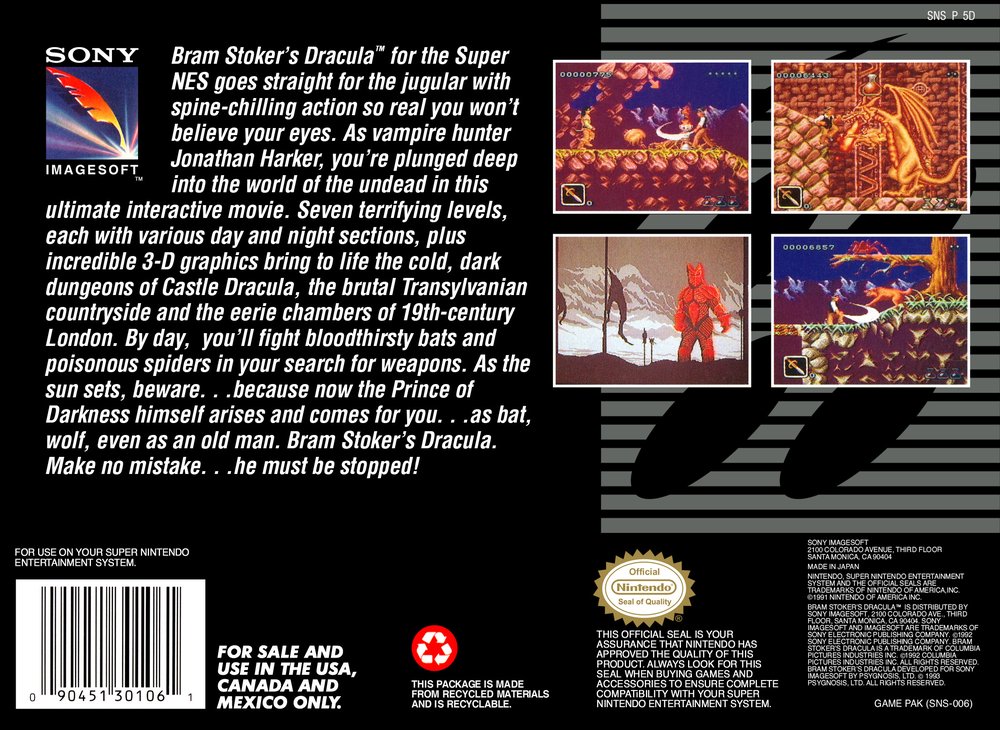 SNS P 5D
SONY
IMAGESOFT
TM
Bram Stoker's Dracula™ for the Super
NES goes straight for the jugular with
spine-chilling action so real you won't
believe your eyes. As vampire hunter
Jonathan Harker, you're plunged deep
into the world of the undead in this
ultimate interactive movie. Seven terrifying levels,
each with various day and night sections, plus
incredible 3-D graphics bring to life the cold, dark
dungeons of Castle Dracula, the brutal Transylvanian
countryside and the eerie chambers of 19th-century
London. By day, you'll fight bloodthirsty bats and
poisonous spiders in your search for weapons. As the
sun sets, beware. . .because now the Prince of
Darkness himself arises and comes for you. . .as bat,
wolf, even as an old man. Bram Stoker's Dracula.
Make no mistake. . .he must be stopped!
00000775
00006443
00006857
FOR USE ON YOUR SUPER NINTENDO
ENTERTAINMENT SYSTEM.
0 90451 30106 1
FOR SALE AND
USE IN THE USA,
CANADA AND
MEXICO ONLY.
THIS PACKAGE IS MADE
FROM RECYCLED MATERIALS
AND IS RECYCLABLE.
Official
Nintendo
Seal of Quality
®
THIS OFFICIAL SEAL IS YOUR
ASSURANCE THAT NINTENDO HAS
APPROVED THE QUALITY OF THIS
PRODUCT. ALWAYS LOOK FOR THIS
SEAL WHEN BUYING GAMES AND
ACCESSORIES TO ENSURE COMPLETE
COMPATIBILITY WITH YOUR SUPER
NINTENDO ENTERTAINMENT SYSTEM.
SONY IMAGESOFT
2100 COLORADO AVENUE, THIRD FLOOR
SANTA MONICA, CA 90404
MADE IN JAPAN
NINTENDO, SUPER NINTENDO ENTERTAINMENT
SYSTEM AND THE OFFICIAL SEALS ARE
TRADEMARKS OF NINTENDO OF AMERICA,INC.
©1991 NINTENDO OF AMERICA INC.
BRAM STOKER'S DRACULA™ IS DISTRIBUTED BY
SONY IMAGESOFT, 2100 COLORADO AVE., THIRD
FLOOR, SANTA MONICA, CA 90404. SONY
IMAGESOFT AND IMAGESOFT ARE TRADEMARKS OF
SONY ELECTRONIC PUBLISHING COMPANY. ©1992
SONY ELECTRONIC PUBLISHING COMPANY. BRAM
STOKER'S DRACULA IS A TRADEMARK OF COLUMBIA
PICTURES INDUSTRIES INC. ©1992 COLUMBIA
PICTURES INDUSTRIES INC. ALL RIGHTS RESERVED.
BRAM STOKER'S DRACULA DEVELOPED FOR SONY
IMAGESOFT BY PSYGNOSIS, LTD. © 1993
PSYGNOSIS, LTD. ALL RIGHTS RESERVED.
GAME PAK (SNS-006)